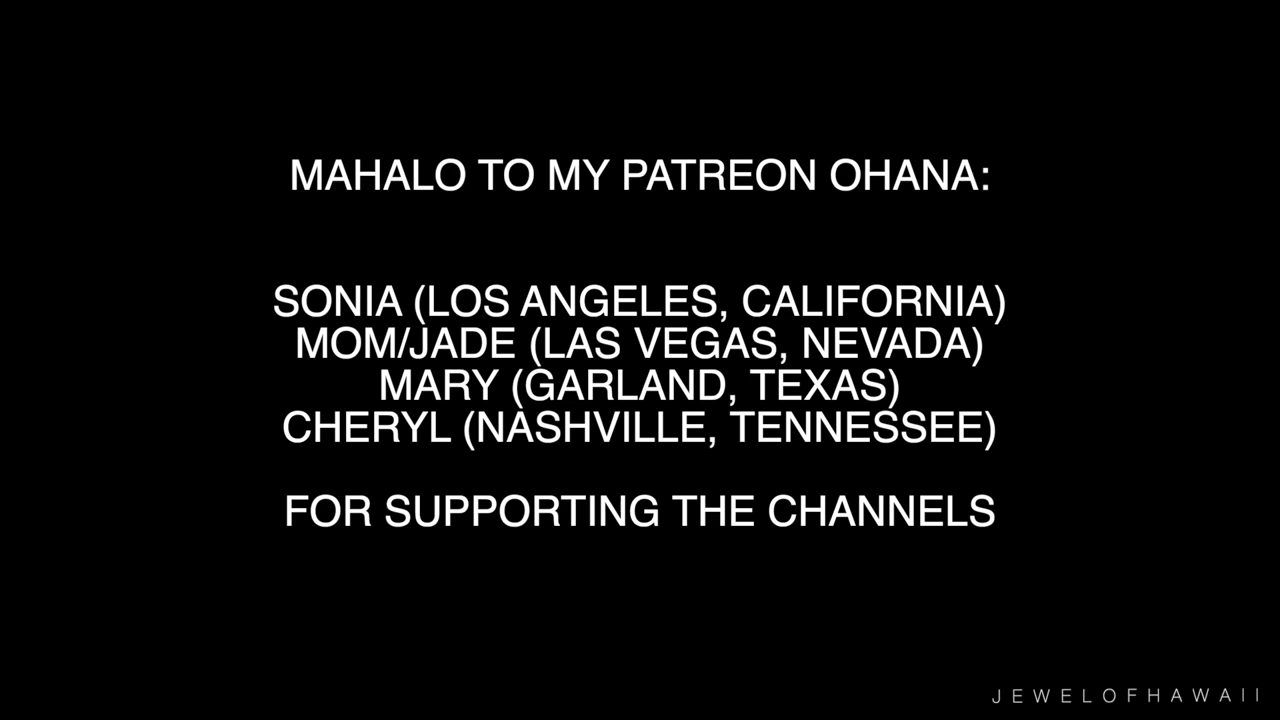 MAHALO TO MY PATREON OHANA:
SONIA (LOS ANGELES, CALIFORNIA)
MOM/JADE (LAS VEGAS, NEVADA)
MARY (GARLAND, TEXAS)
CHERYL (NASHVILLE, TENNESSEE)
FOR SUPPORTING THE CHANNELS
JEWELOFHAWAII